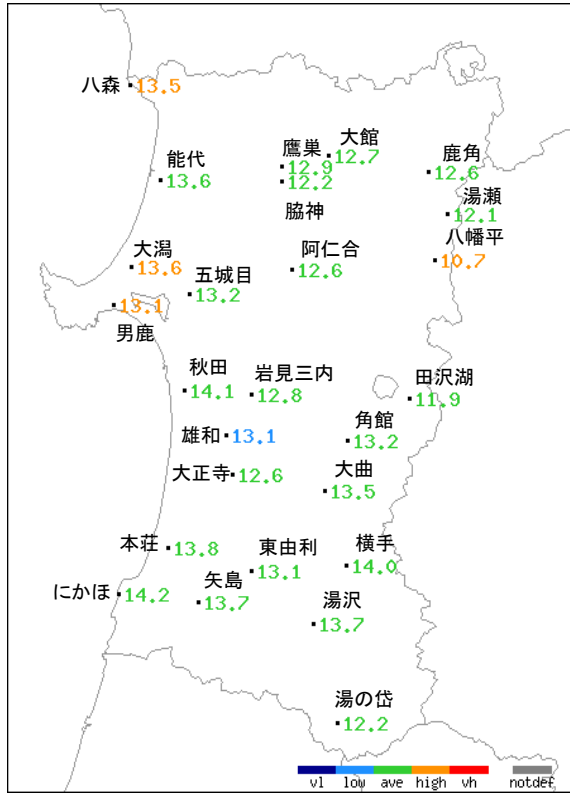 八森
13.5
大館
12.7
鷹巣
12.9
12.2
脇神
能代
13.6
鹿角
12.6
湯瀬
12.1
八幡平
10.7
大潟
13.6
五城目
13.2
阿仁合
12.6
13.1
男鹿
秋田
14.1
岩見三内
12.8
田沢湖
11.9
雄和
13.1
角館
13.2
大正寺
12.6
大曲
13.5
本荘
13.8
東由利
13.1
横手
14.0
にかほ
14.2
矢島
13.7
湯沢
13.7
湯の岱
12.2
vl low ave high vh notdef